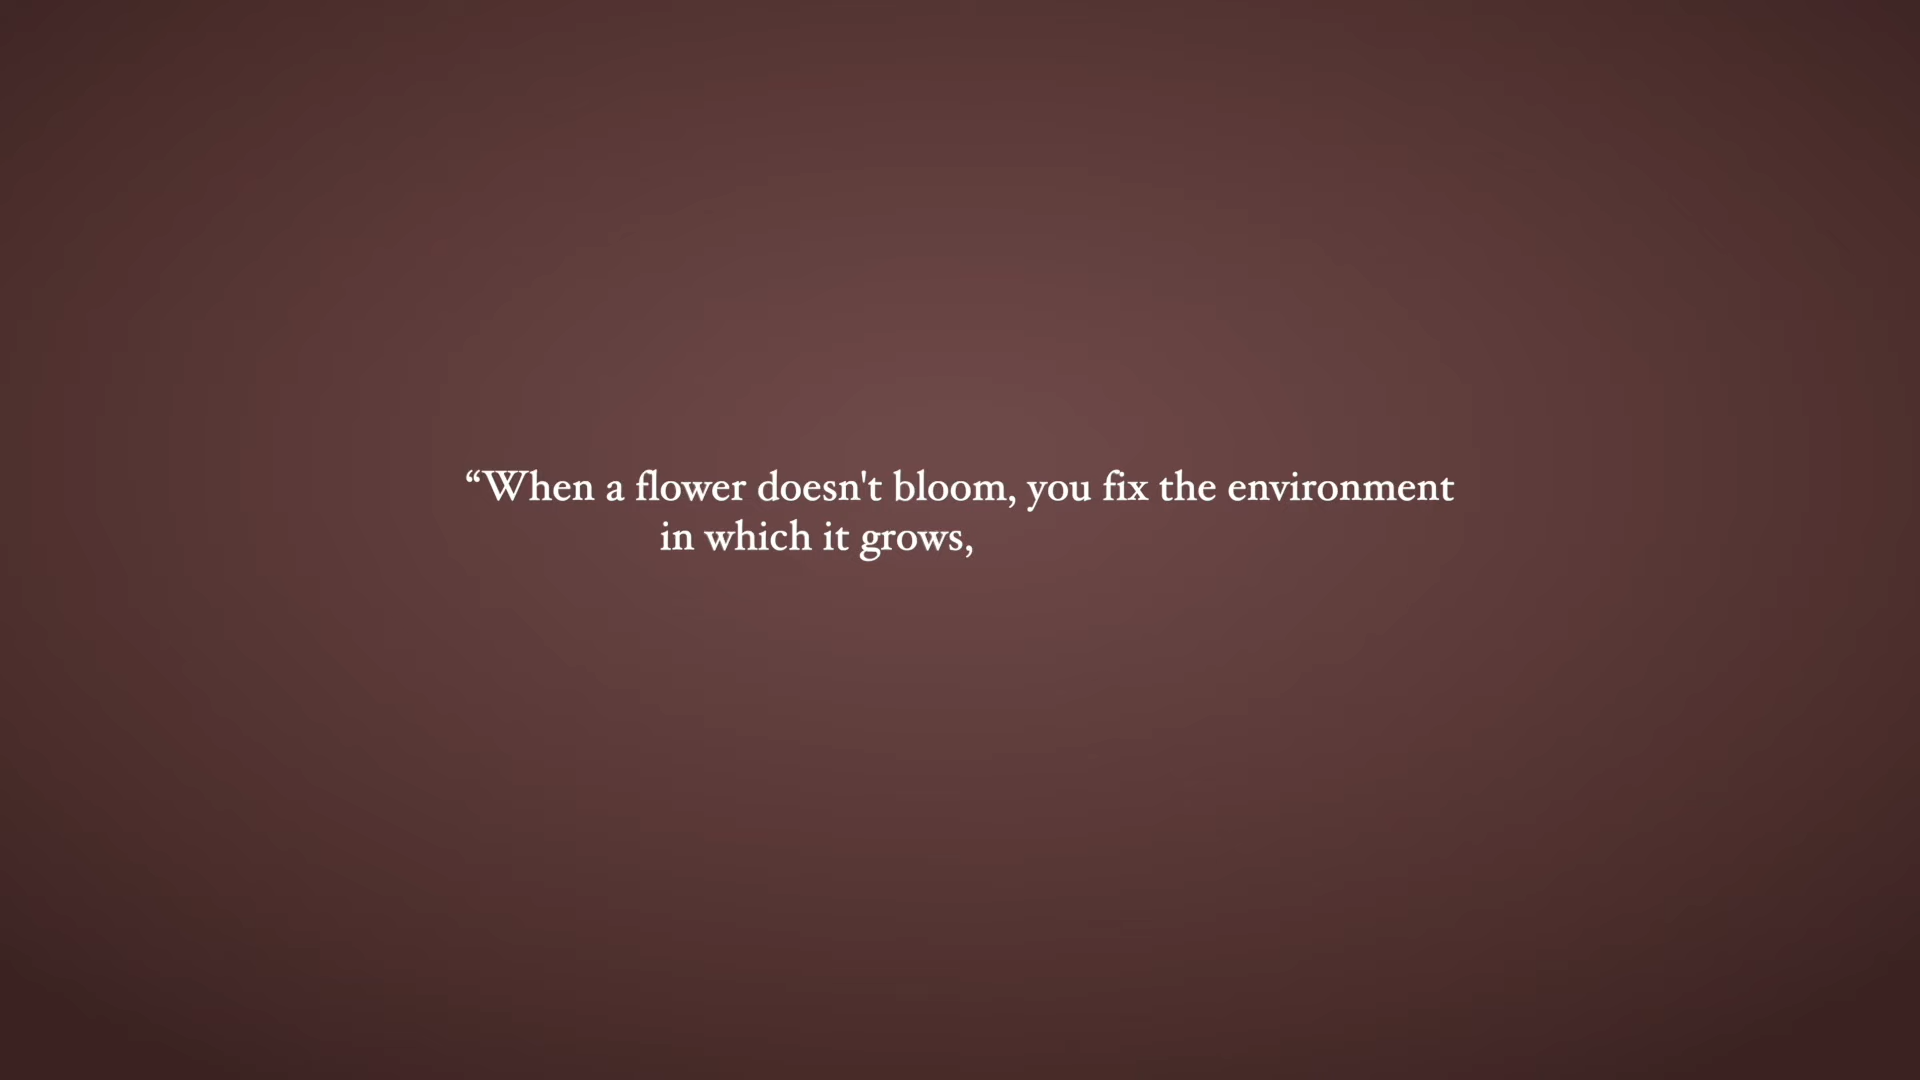 “When a flower doesn't bloom, you fix the environment
in which it grows,